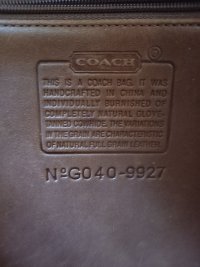 COACH®
THIS IS A COACH BAG. IT WAS
HANDCRAFTED IN CHINA AND
INDIVIDUALLY BURNISHED OF
COMPLETELY NATURAL GLOVE-
TANNED COWHIDE. THE VARIATIONS
IN THE GRAIN ARE CHARACTERISTIC
OF NATURAL FULL GRAIN LEATHER.
NºG040-9927